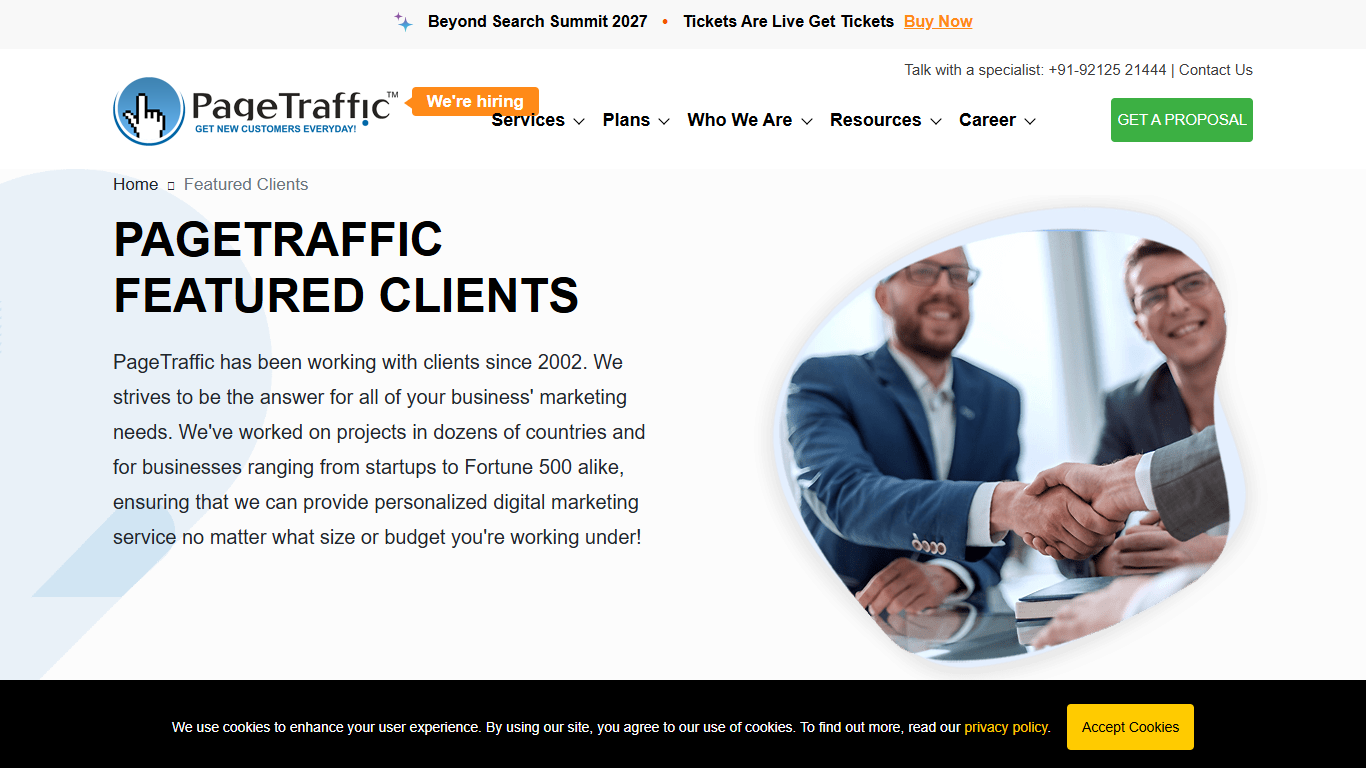 Beyond Search Summit 2027 • Tickets Are Live Get Tickets Buy Now
Talk with a specialist: +91-92125 21444 | Contact Us
PageTraffic™
GET NEW CUSTOMERS EVERYDAY!
We're hiring
Services Plans Who We Are Resources Career
GET A PROPOSAL
Home Featured Clients
PAGETRAFFIC
FEATURED CLIENTS
PageTraffic has been working with clients since 2002. We
strives to be the answer for all of your business' marketing
needs. We've worked on projects in dozens of countries and
for businesses ranging from startups to Fortune 500 alike,
ensuring that we can provide personalized digital marketing
service no matter what size or budget you're working under!
We use cookies to enhance your user experience. By using our site, you agree to our use of cookies. To find out more, read our privacy policy.
Accept Cookies